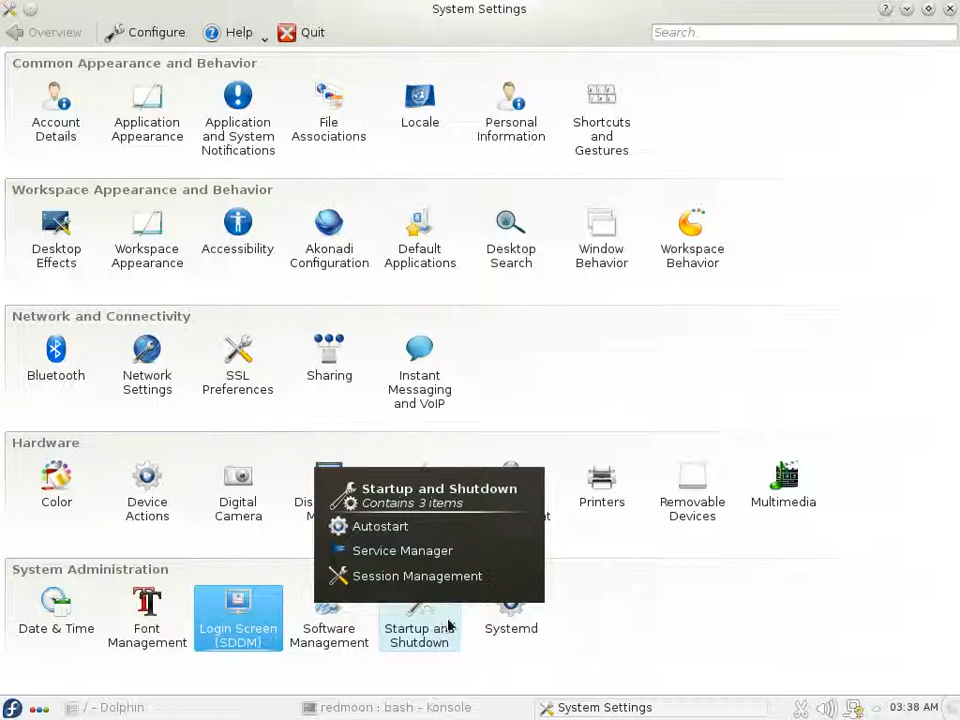 System Settings
Overview Configure Help Quit Search
Common Appearance and Behavior
Account Details
Application Appearance
Application and System Notifications
File Associations
Locale
Personal Information
Shortcuts and Gestures
Workspace Appearance and Behavior
Desktop Effects
Workspace Appearance
Accessibility
Akonadi Configuration
Default Applications
Desktop Search
Window Behavior
Workspace Behavior
Network and Connectivity
Bluetooth
Network Settings
SSL Preferences
Sharing
Instant Messaging and VoIP
Hardware
Color
Device Actions
Digital Camera
Printers
Removable Devices
Multimedia
Startup and Shutdown
Contains 3 items
Autostart
Service Manager
Session Management
System Administration
Date & Time
Font Management
Login Screen (SDDM)
Software Management
Startup and Shutdown
Systemd
/ – Dolphin
redmoon : bash – Konsole
System Settings
03:38 AM